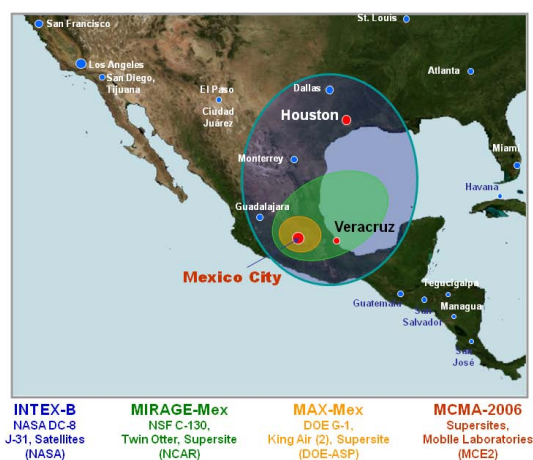 San Francisco
St. Louis
Los Angeles
Atlanta
San Diego,
Tijuana
El Paso
Dallas
Ciudad
Juárez
Houston
Miami
Monterrey
Havana
Guadalajara
Veracruz
Mexico City
Tegucigalpa
Guatemala
Managua
San
Salvador
San
José
INTEX-B
NASA DC-8
J-31, Satellites
(NASA)
MIRAGE-Mex
NSF C-130,
Twin Otter, Supersite
(NCAR)
MAX-Mex
DOE G-1,
King Air (2), Supersite
(DOE-ASP)
MCMA-2006
Supersites,
Mobile Laboratories
(MCE2)